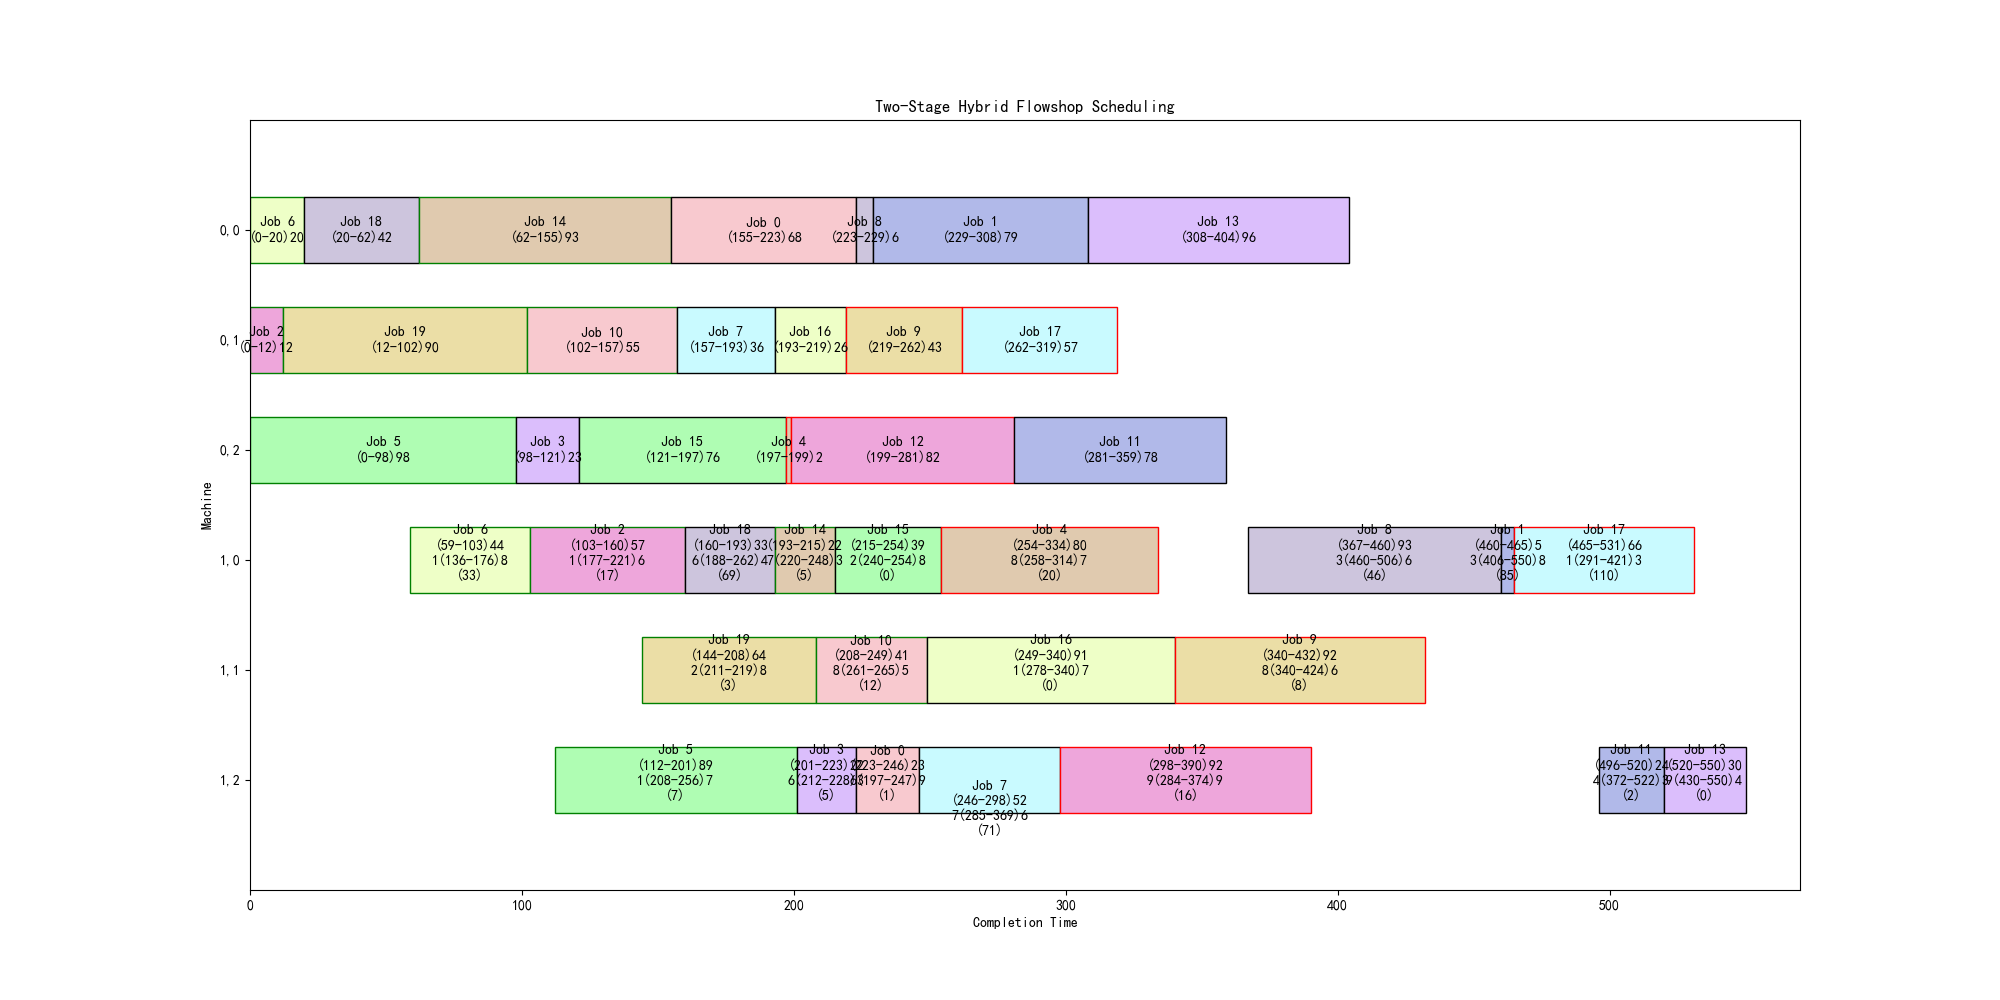 Two-Stage Hybrid Flowshop Scheduling
Machine
0,0
Job 6
(0-20)20
Job 18
(20-62)42
Job 14
(62-155)93
Job 0
(155-223)68
Job 8
(223-229)6
Job 1
(229-308)79
Job 13
(308-404)96
0,1
Job 2
(0-12)12
Job 19
(12-102)90
Job 10
(102-157)55
Job 7
(157-193)36
Job 16
(193-219)26
Job 9
(219-262)43
Job 17
(262-319)57
0,2
Job 5
(0-98)98
Job 3
(98-121)23
Job 15
(121-197)76
Job 4
(197-199)2
Job 12
(199-281)82
Job 11
(281-359)78
1,0
Job 6
(59-103)44
1(136-176)8
(33)
Job 2
(103-160)57
1(177-221)6
(17)
Job 18
(160-193)33
6(188-262)4
(69)
Job 14
(193-215)22
(220-248)3
(5)
Job 15
(215-254)39
2(240-254)8
(0)
Job 4
(254-334)80
8(258-314)7
(20)
Job 8
(367-460)93
3(460-506)6
(46)
Job 1
(460-465)5
3(406-550)8
(85)
Job 17
(465-531)66
1(291-421)3
(110)
1,1
Job 19
(144-208)64
2(211-219)8
(3)
Job 10
(208-249)41
8(261-265)5
(12)
Job 16
(249-340)91
1(278-340)7
(0)
Job 9
(340-432)92
8(340-424)6
(8)
1,2
Job 5
(112-201)89
1(208-256)7
(7)
Job 3
(201-223)22
6(212-228)
(5)
Job 0
(223-246)23
(197-247)9
(1)
Job 7
(246-298)52
7(285-369)6
(71)
Job 12
(298-390)92
9(284-374)9
(16)
Job 11
(496-520)24
4(372-522)
(2)
Job 13
(520-550)30
9(430-550)4
(0)
0
100
200
300
400
500
Completion Time